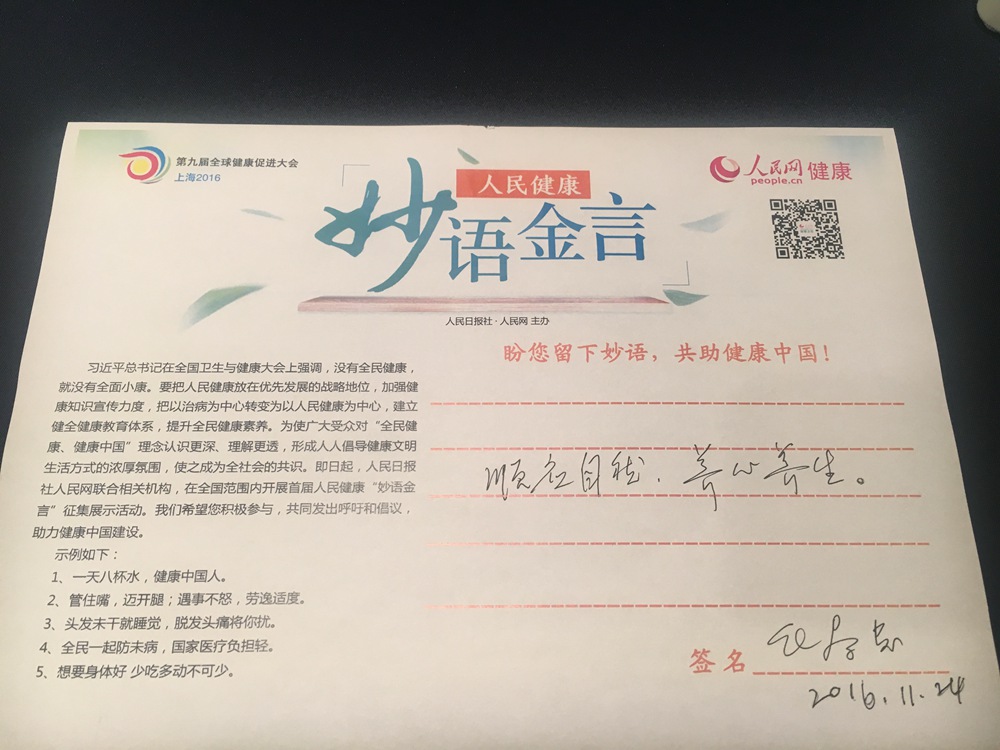 第九届全球健康促进大会
上海2016
人民健康
妙语金言
人民网 健康
people.cn
人民日报社·人民网 主办
习近平总书记在全国卫生与健康大会上强调，没有全民健康，
就没有全面小康。要把人民健康放在优先发展的战略地位，加强健
康知识宣传力度，把以治病为中心转变为以人民健康为中心，建立
健全健康教育体系，提升全民健康素养。为使广大受众对“全民健
康、健康中国”理念认识更深、理解更透，形成人人倡导健康文明
生活方式的浓厚氛围，使之成为全社会的共识。即日起，人民日报
社人民网联合相关机构，在全国范围内开展首届人民健康“妙语金
言”征集展示活动。我们希望您积极参与，共同发出呼吁和倡议，
助力健康中国建设。
示例如下：
1、一天八杯水，健康中国人。
2、管住嘴，迈开腿；遇事不怒，劳逸适度。
3、头发未干就睡觉，脱发头痛将你扰。
4、全民一起防未病，国家医疗负担轻。
5、想要身体好 少吃多动不可少。
盼您留下妙语，共助健康中国！
顺应自然．养心养生。
签名
2016.11.24